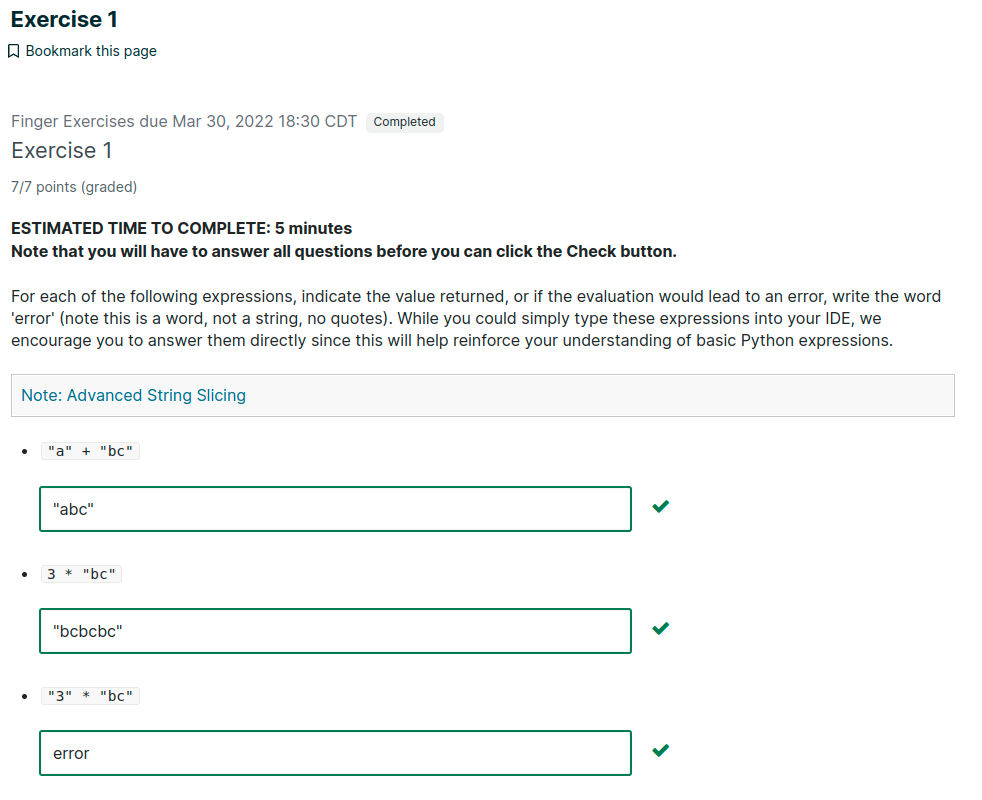 Exercise 1
Bookmark this page
Finger Exercises due Mar 30, 2022 18:30 CDT Completed
Exercise 1
7/7 points (graded)
ESTIMATED TIME TO COMPLETE: 5 minutes
Note that you will have to answer all questions before you can click the Check button.
For each of the following expressions, indicate the value returned, or if the evaluation would lead to an error, write the word
'error' (note this is a word, not a string, no quotes). While you could simply type these expressions into your IDE, we
encourage you to answer them directly since this will help reinforce your understanding of basic Python expressions.
Note: Advanced String Slicing
"a" + "bc"
"abc"
3 * "bc"
"bcbcbc"
"3" * "bc"
error